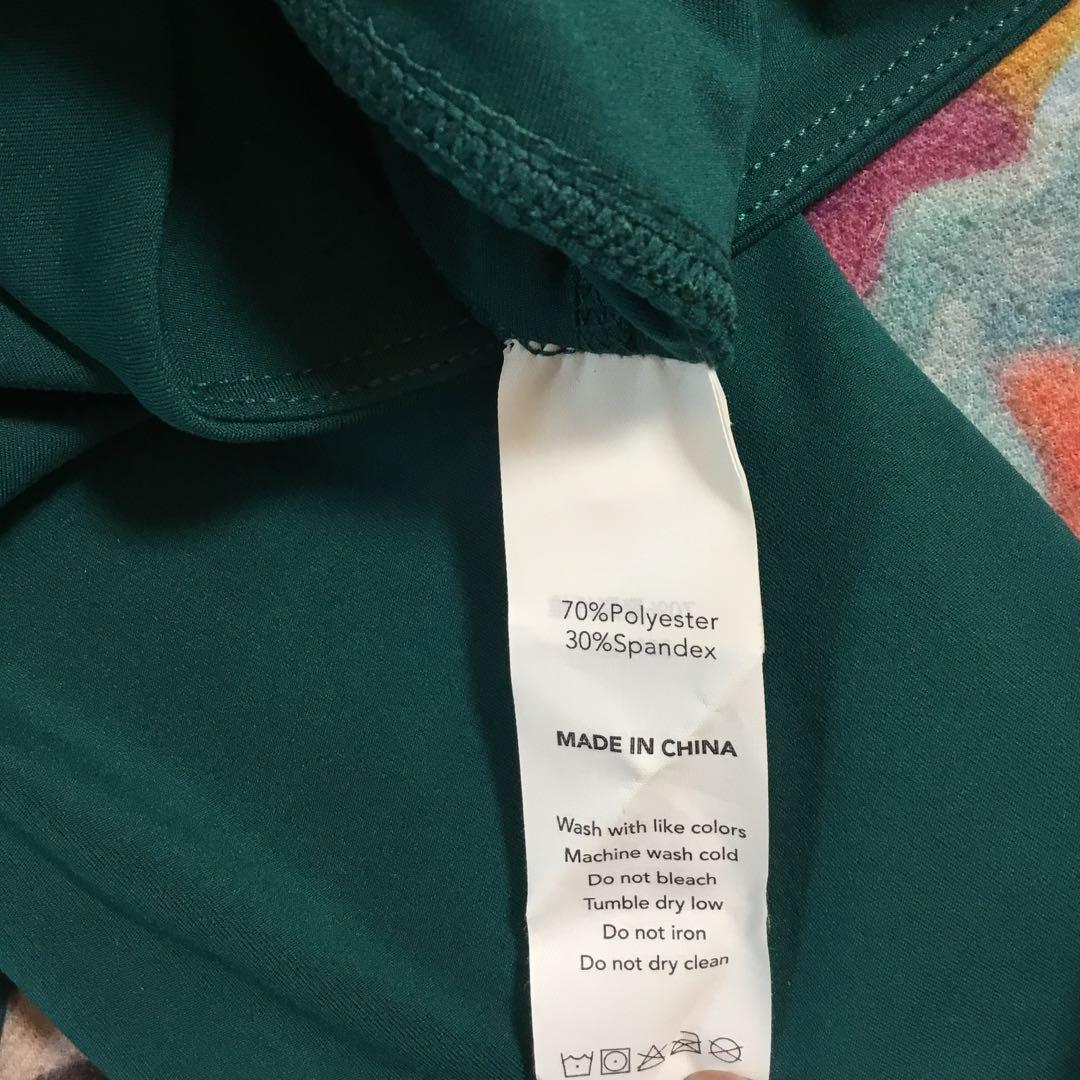 70%Polyester
30%Spandex
MADE IN CHINA
Wash with like colors
Machine wash cold
Do not bleach
Tumble dry low
Do not iron
Do not dry clean